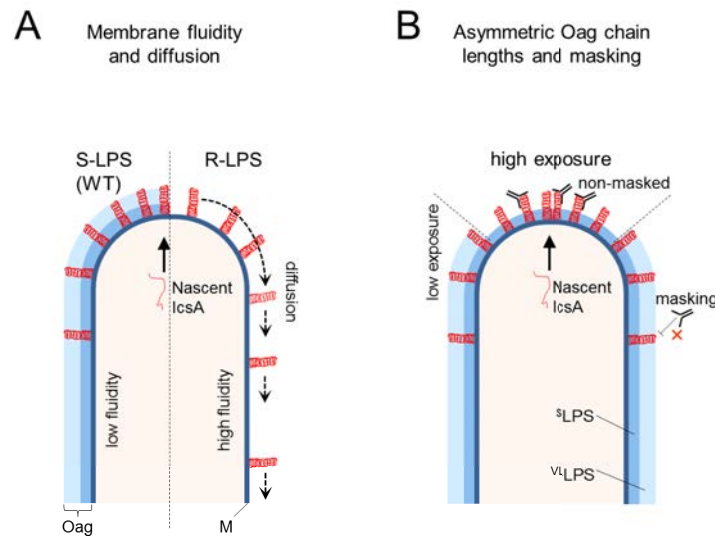 A
Membrane fluidity
and diffusion
S-LPS
(WT)
R-LPS
diffusion
Nascent
IcsA
low fluidity
high fluidity
Oag
M
B
Asymmetric Oag chain
lengths and masking
high exposure
non-masked
low exposure
Nascent
IcsA
masking
SLPS
VLLPS